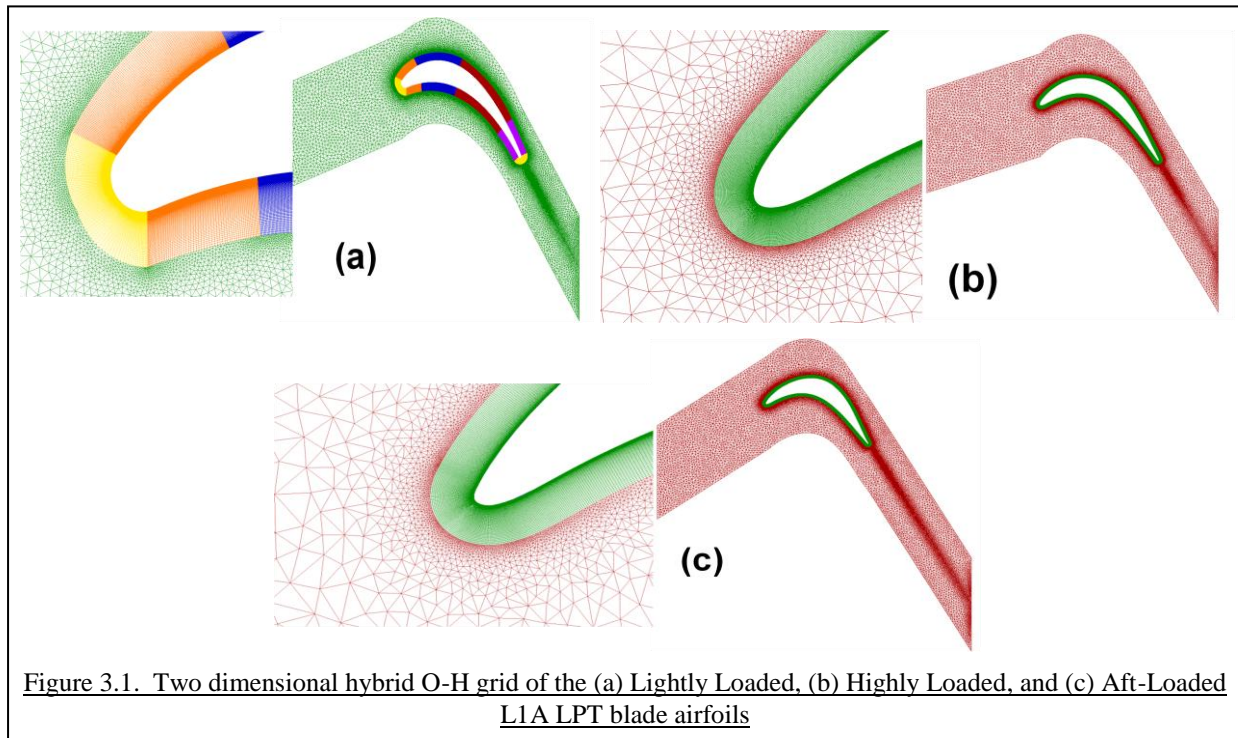 (a)
(b)
(c)
Figure 3.1. Two dimensional hybrid O-H grid of the (a) Lightly Loaded, (b) Highly Loaded, and (c) Aft-Loaded
L1A LPT blade airfoils